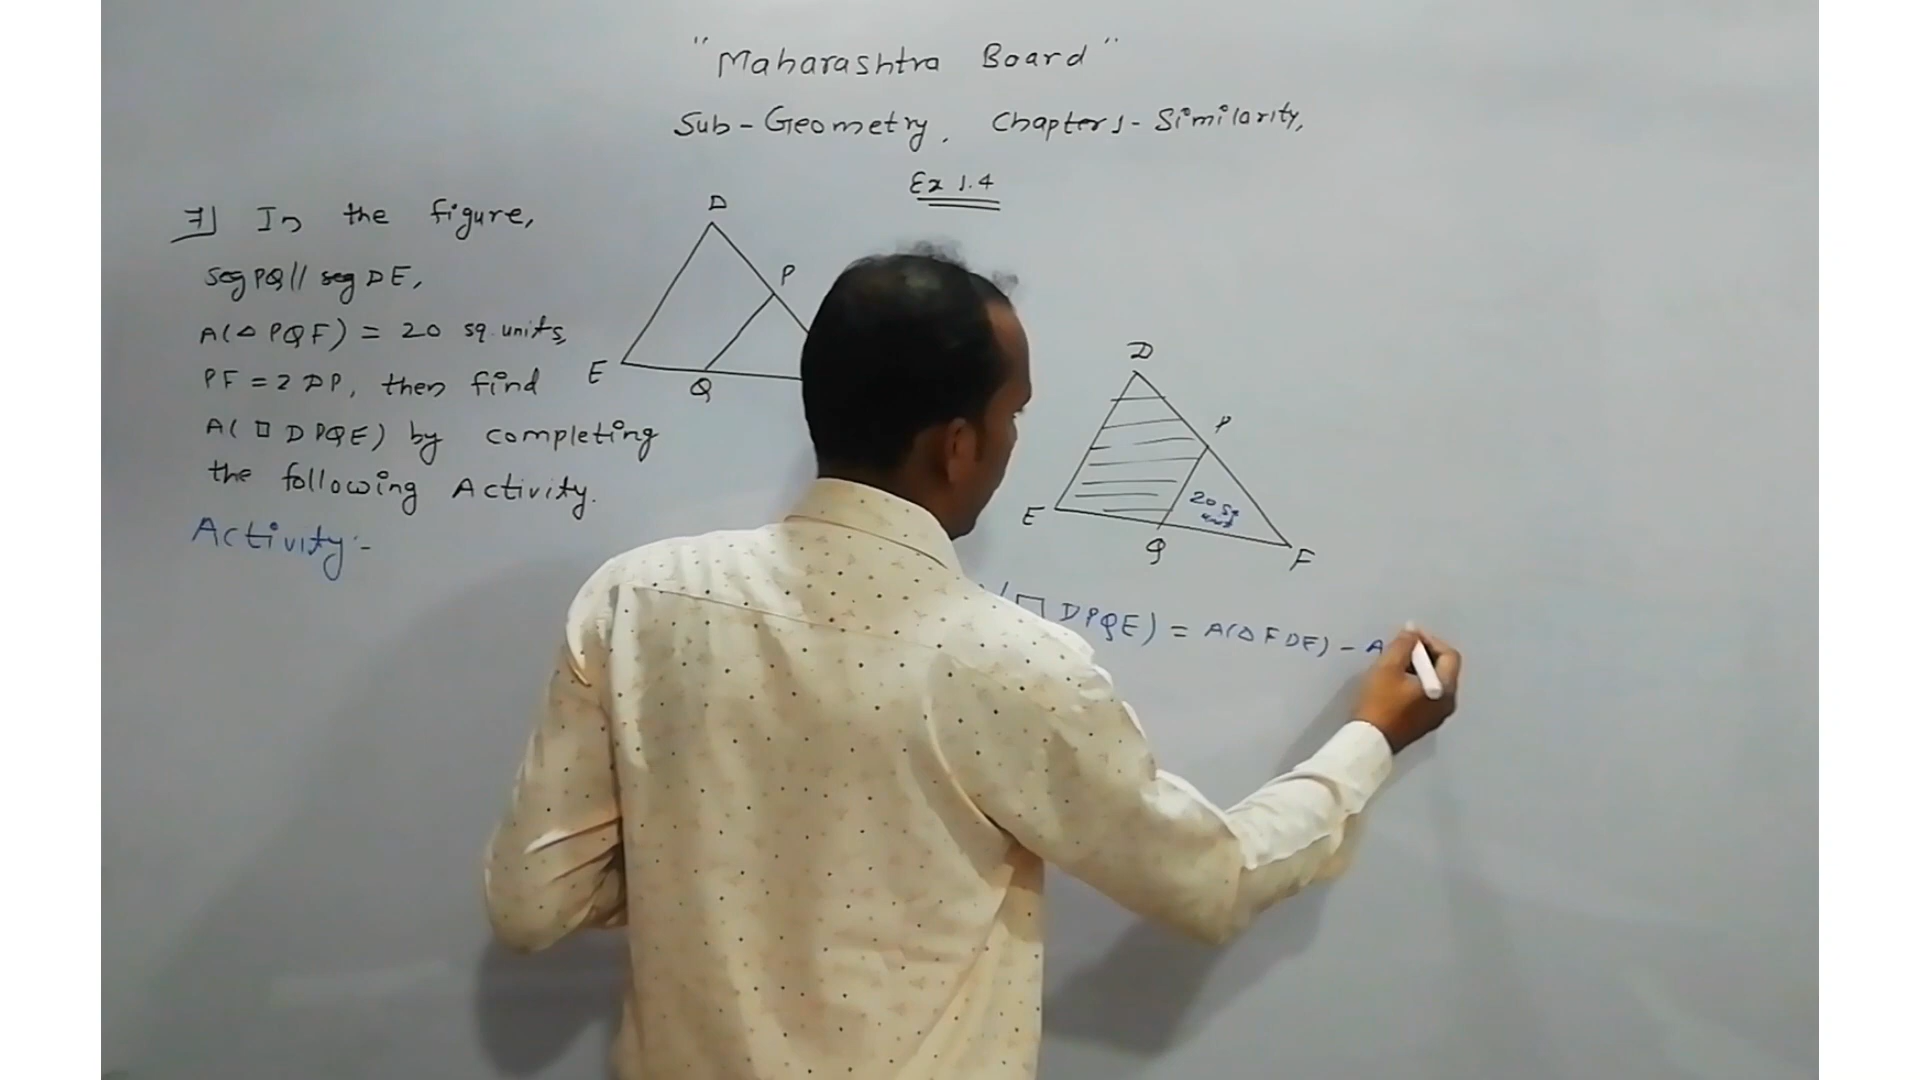 "Maharashtra Board"
Sub-Geometry, Chapter 1- Similarity,
Ex 1.4
7] In the figure,
seg PQ // seg DE,
A(△ PQF) = 20 sq. units,
PF = 2 DP, then find
A(□ DPQE) by completing
the following Activity.
Activity:-
D
P
E
Q
D
P
E
Q
F
20 sq
unit
□ DPQE) = A(△ FDE) - A